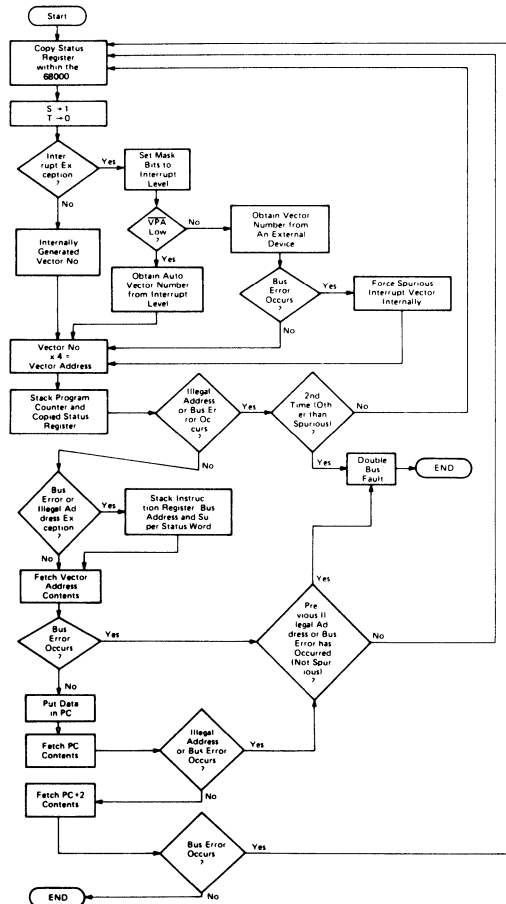 Start
Copy Status
Register
within the
68000
S → 1
T → 0
Inter
rupt Ex
ception
?
Yes
No
Set Mask
Bits to
Interrupt
Level
VPA
Low
?
No
Yes
Obtain Vector
Number from
An External
Device
Internally
Generated
Vector No
Obtain Auto
Vector Number
from Interrupt
Level
Bus
Error
Occurs
?
Yes
No
Force Spurious
Interrupt Vector
Internally
Vector No
x 4 =
Vector Address
Stack Program
Counter and
Copied Status
Register
Illegal
Address
or Bus Er
ror Oc
curs
?
Yes
No
2nd
Time (Oth
er than
Spurious)
?
No
Yes
Double
Bus
Fault
END
Bus
Error or
Illegal Ad
dress Ex
ception
?
Yes
No
Stack Instruc
tion Register Bus
Address and Su
per Status Word
Fetch Vector
Address
Contents
Bus
Error
Occurs
?
Yes
No
Yes
Pre
vious Il
legal Ad
dress or Bus
Error has
Occurred
(Not Spur
ious)
?
No
Put Data
in PC
Fetch PC
Contents
Illegal
Address
or Bus Error
Occurs
?
Yes
No
Fetch PC+2
Contents
Bus Error
Occurs
?
Yes
No
END